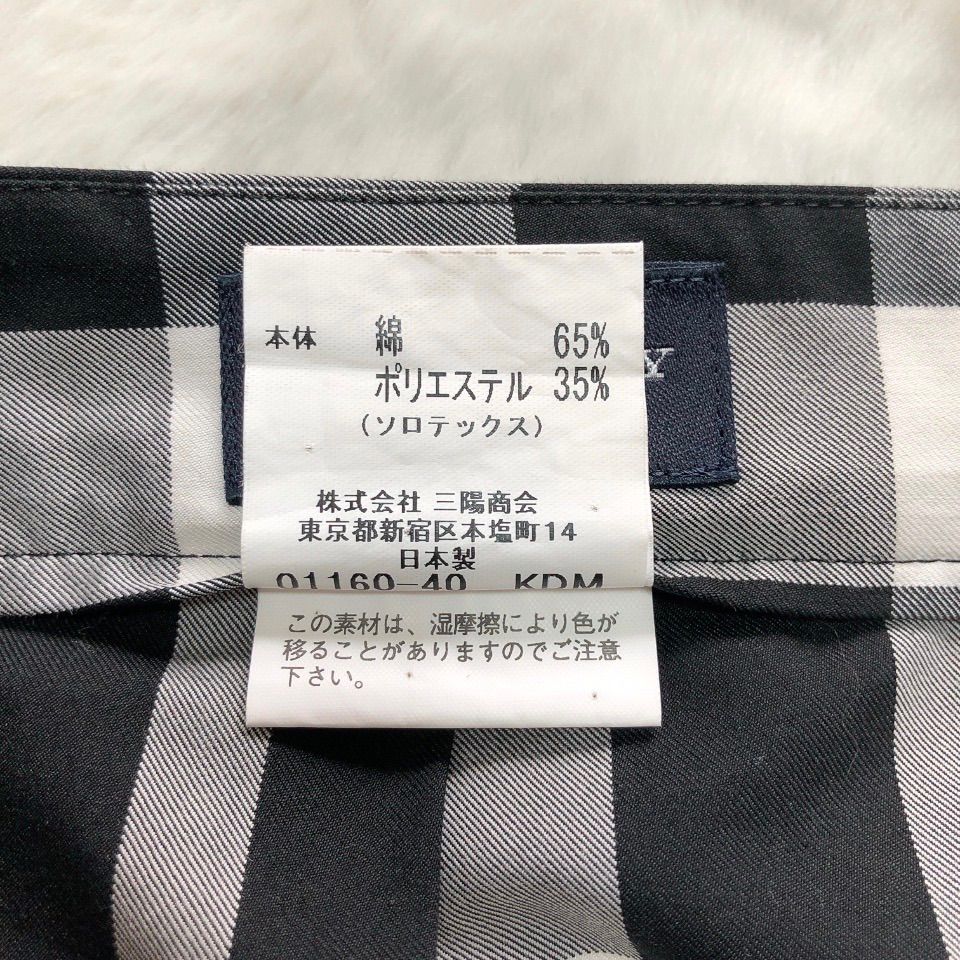 本体 綿 65%
ポリエステル 35%
(ソロテックス)
株式会社 三陽商会
東京都新宿区本塩町14
日本製
01160-40 KDM
この素材は、湿摩擦により色が
移ることがありますのでご注意
下さい。
Y